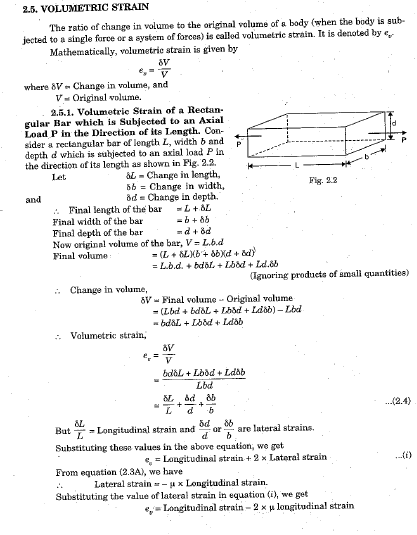 2.5. VOLUMETRIC STRAIN
The ratio of change in volume to the original volume of a body (when the body is sub-
jected to a single force or a system of forces) is called volumetric strain. It is denoted by e_v.
Mathematically, volumetric strain is given by
e_v = δV/V
where δV = Change in volume, and
V = Original volume.
2.5.1. Volumetric Strain of a Rectan-
gular Bar which is Subjected to an Axial
Load P in the Direction of its Length. Con-
sider a rectangular bar of length L, width b and
depth d which is subjected to an axial load P in
the direction of its length as shown in Fig. 2.2.
P P d b L
Fig. 2.2
Let δL = Change in length,
δb = Change in width,
and δd = Change in depth.
∴ Final length of the bar = L + δL
Final width of the bar = b + δb
Final depth of the bar = d + δd
Now original volume of the bar, V = L.b.d
Final volume = (L + δL)(b + δb)(d + δd)
= L.b.d. + bdδL + Lbδd + Ld.δb
(Ignoring products of small quantities)
∴ Change in volume,
δV = Final volume – Original volume
= (Lbd + bdδL + Lbδd + Ldδb) – Lbd
= bdδL + Lbδd + Ldδb
∴ Volumetric strain,
e_v = δV/V
= (bdδL + Lbδd + Ldδb)/Lbd
= δL/L + δd/d + δb/b ...(2.4)
But δL/L = Longitudinal strain and δd/d or δb/b are lateral strains.
Substituting these values in the above equation, we get
e_v = Longitudinal strain + 2 × Lateral strain ...(i)
From equation (2.3A), we have
∴ Lateral strain = – μ × Longitudinal strain.
Substituting the value of lateral strain in equation (i), we get
e_v = Longitudinal strain – 2 × μ longitudinal strain